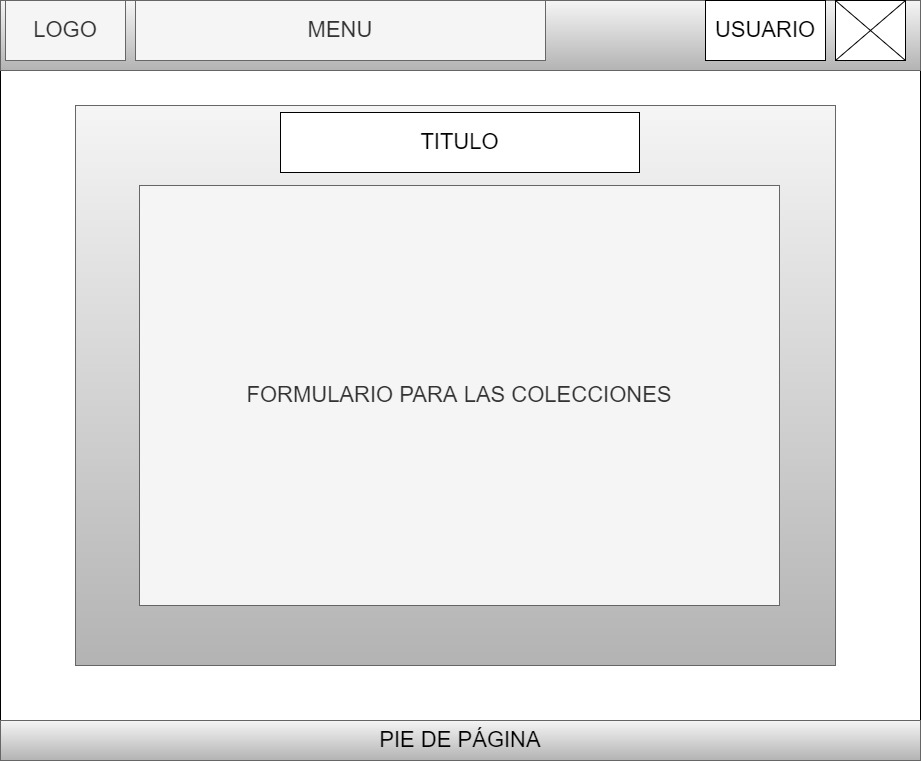 LOGO
MENU
USUARIO
TITULO
FORMULARIO PARA LAS COLECCIONES
PIE DE PÁGINA